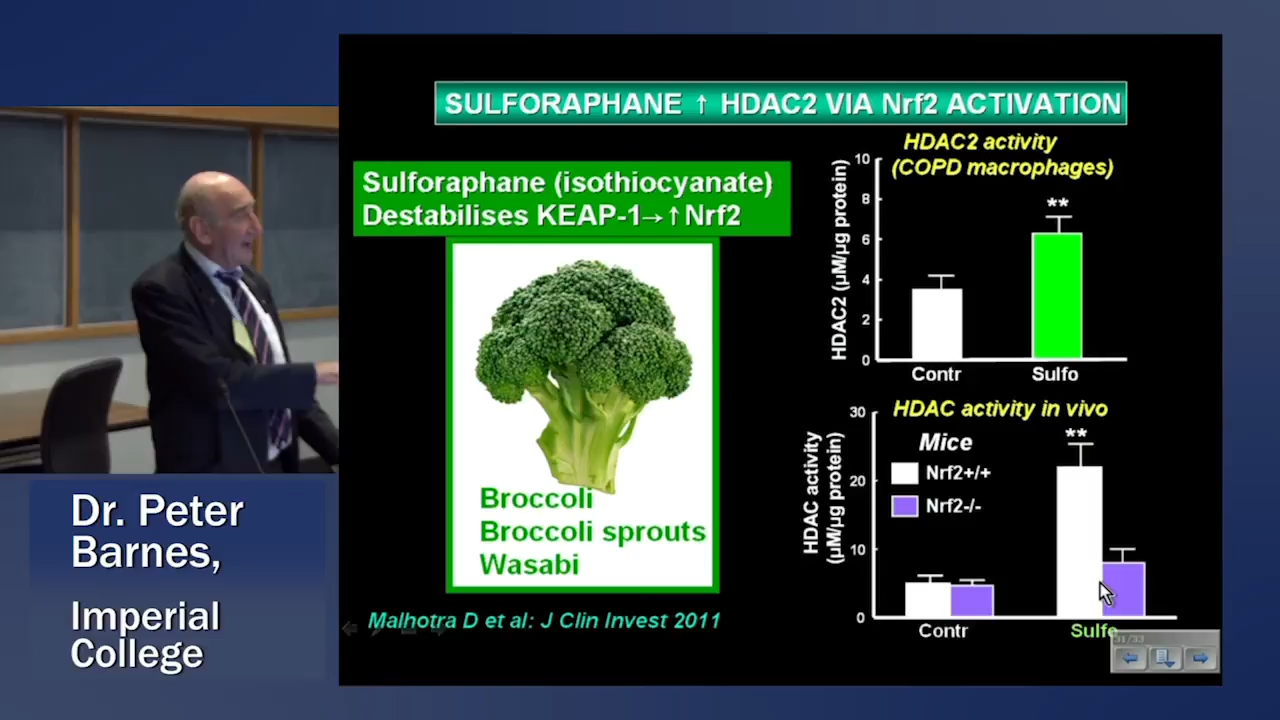 SULFORAPHANE ↑ HDAC2 VIA Nrf2 ACTIVATION
Sulforaphane (isothiocyanate)
Destabilises KEAP-1→↑Nrf2
Broccoli
Broccoli sprouts
Wasabi
Malhotra D et al: J Clin Invest 2011
HDAC2 activity
(COPD macrophages)
HDAC2 (µM/µg protein)
10
8
6
4
2
0
**
Contr
Sulfo
HDAC activity in vivo
HDAC activity
(µM/µg protein)
30
20
10
0
Mice
Nrf2+/+
Nrf2-/-
**
Contr
Sulfo
31/33
Dr. Peter
Barnes,
Imperial
College